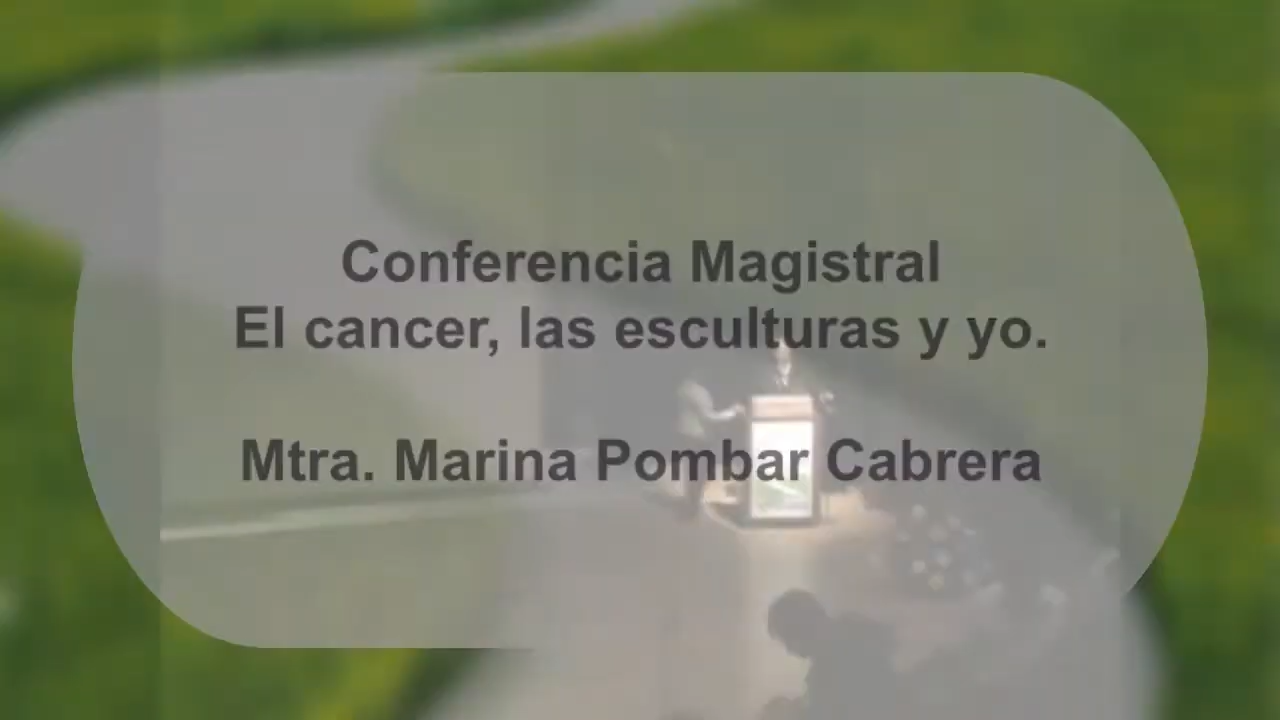 Conferencia Magistral
El cancer, las esculturas y yo.
Mtra. Marina Pombar Cabrera